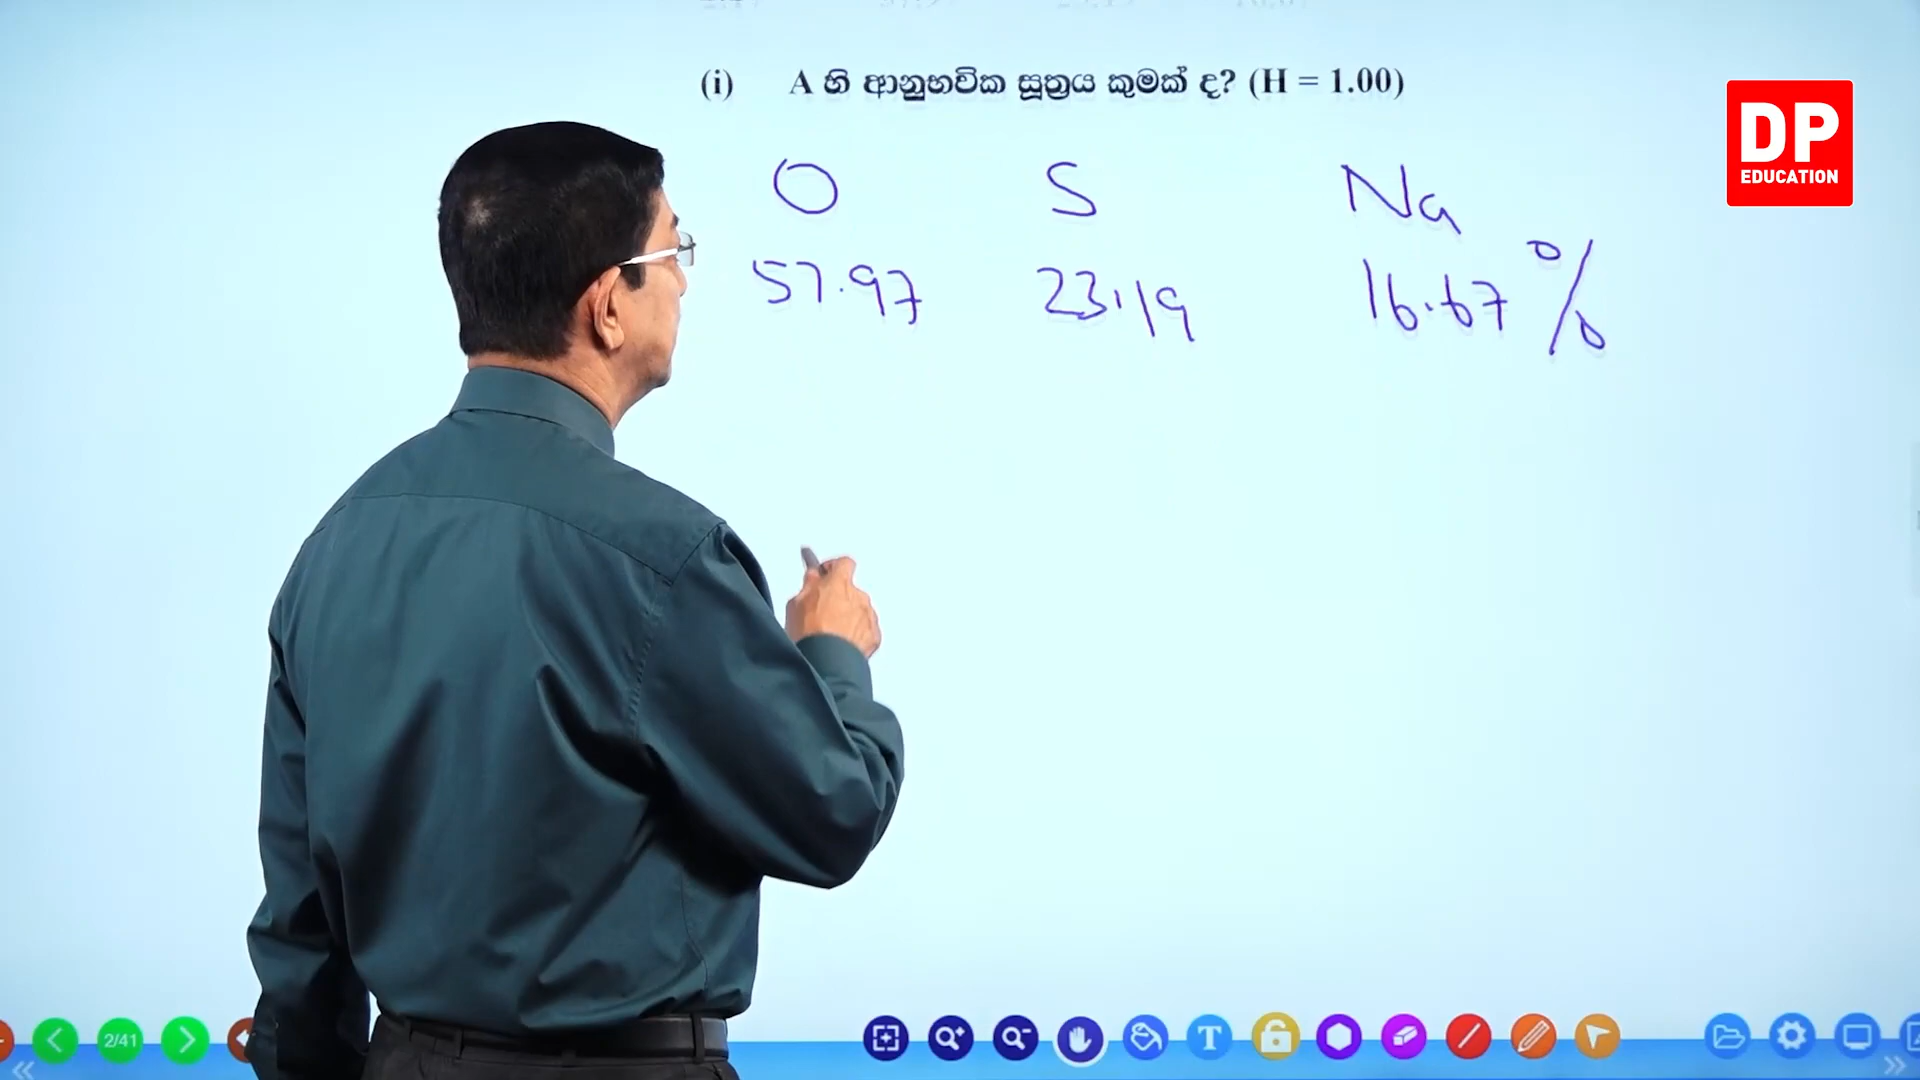 (i) A හි ආනුභවික සූත්‍රය කුමක් ද? (H = 1.00)
DP
EDUCATION
O S Na
57.97 23.19 16.67 %
2/41
T